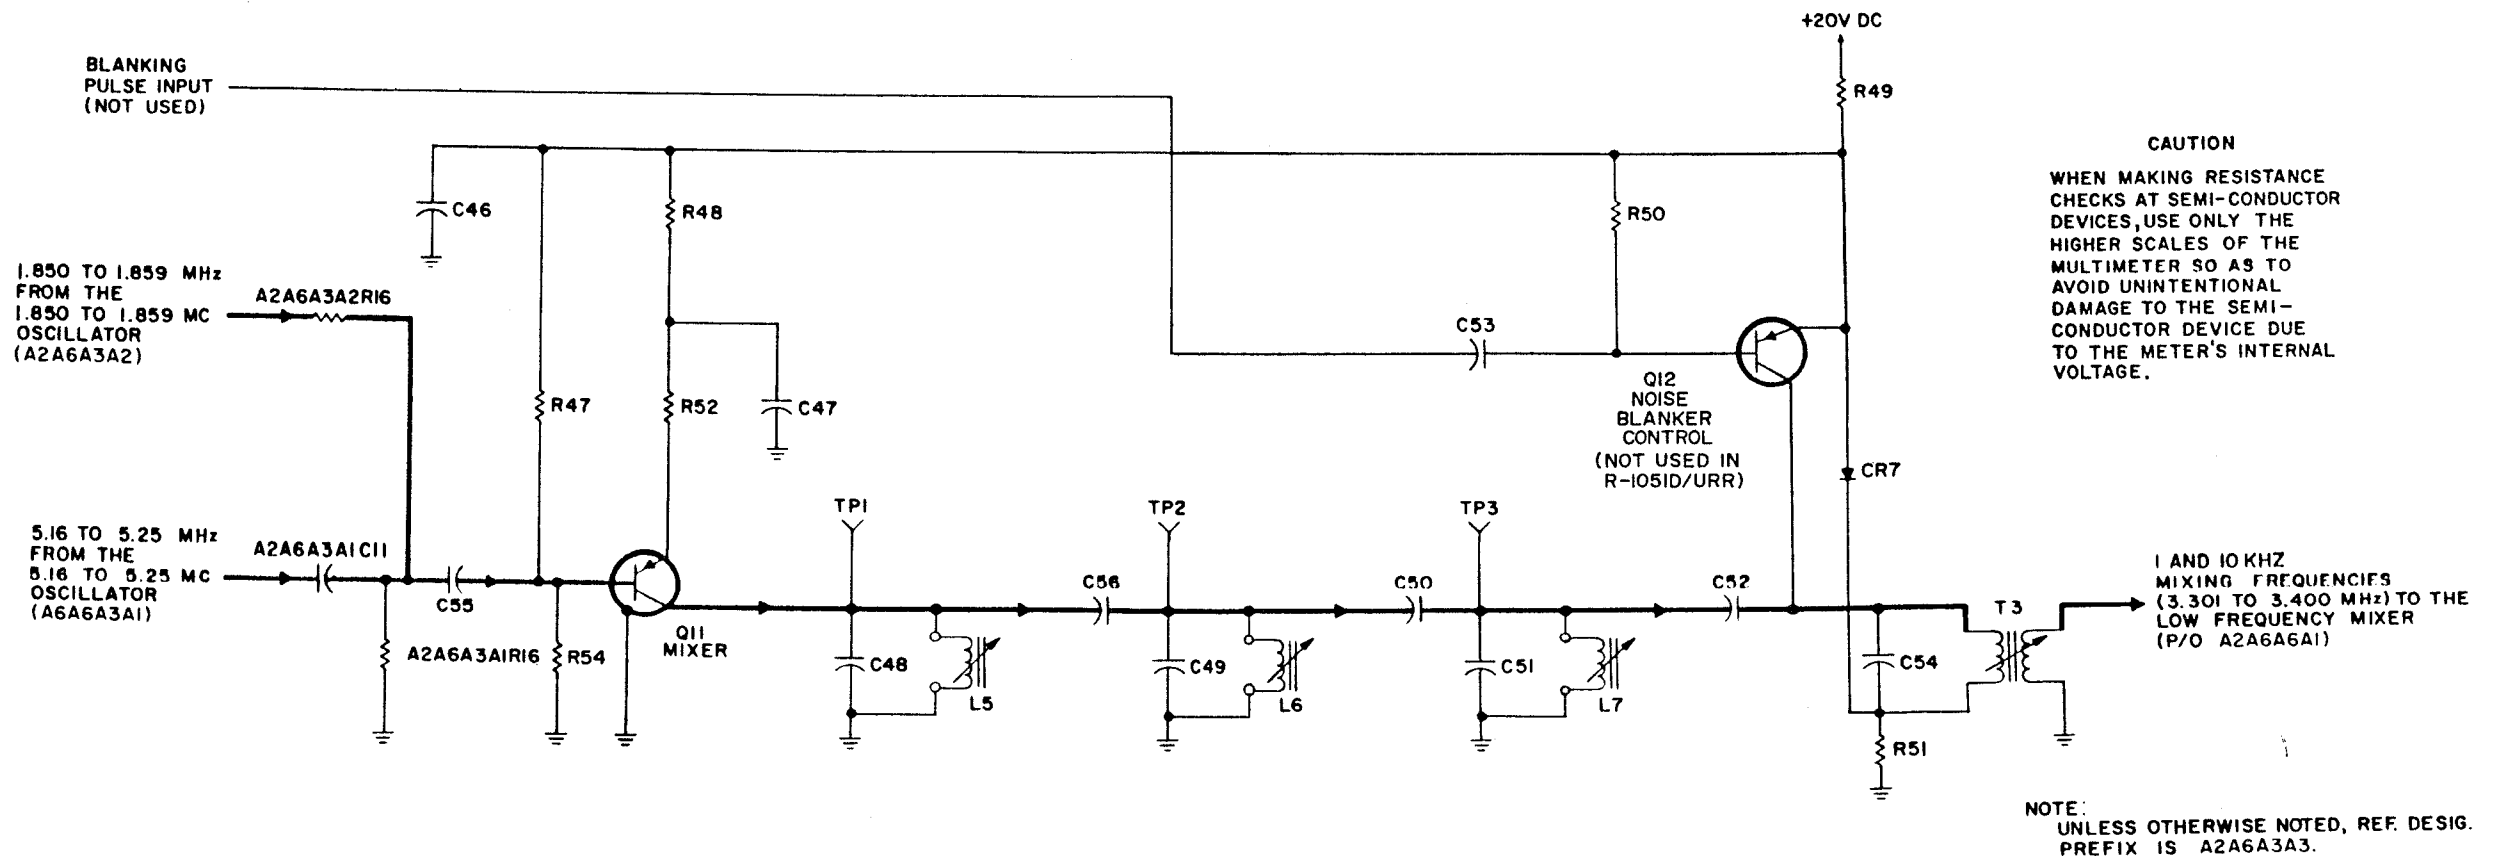 +20V DC
BLANKING
PULSE INPUT
(NOT USED)
R49
CAUTION
WHEN MAKING RESISTANCE
CHECKS AT SEMI-CONDUCTOR
DEVICES, USE ONLY THE
HIGHER SCALES OF THE
MULTIMETER SO AS TO
AVOID UNINTENTIONAL
DAMAGE TO THE SEMI-
CONDUCTOR DEVICE DUE
TO THE METER'S INTERNAL
VOLTAGE.
C46
R48
R50
1.850 TO 1.859 MHz
FROM THE
1.850 TO 1.859 MC
OSCILLATOR
(A2A6A3A2)
A2A6A3A2R16
C53
R47
R52
C47
Q12
NOISE
BLANKER
CONTROL
(NOT USED IN
R-1051D/URR)
CR7
TP1
TP2
TP3
5.16 TO 5.25 MHz
FROM THE
5.16 TO 5.25 MC
OSCILLATOR
(A6A6A3A1)
A2A6A3A1C11
C55
C56
C50
C52
1 AND 10 KHZ
MIXING FREQUENCIES
(3.301 TO 3.400 MHz) TO THE
LOW FREQUENCY MIXER
(P/O A2A6A6A1)
T3
Q11
MIXER
A2A6A3A1R16
R54
C48
L5
C49
L6
C51
L7
C54
R51
NOTE:
UNLESS OTHERWISE NOTED, REF. DESIG.
PREFIX IS A2A6A3A3.